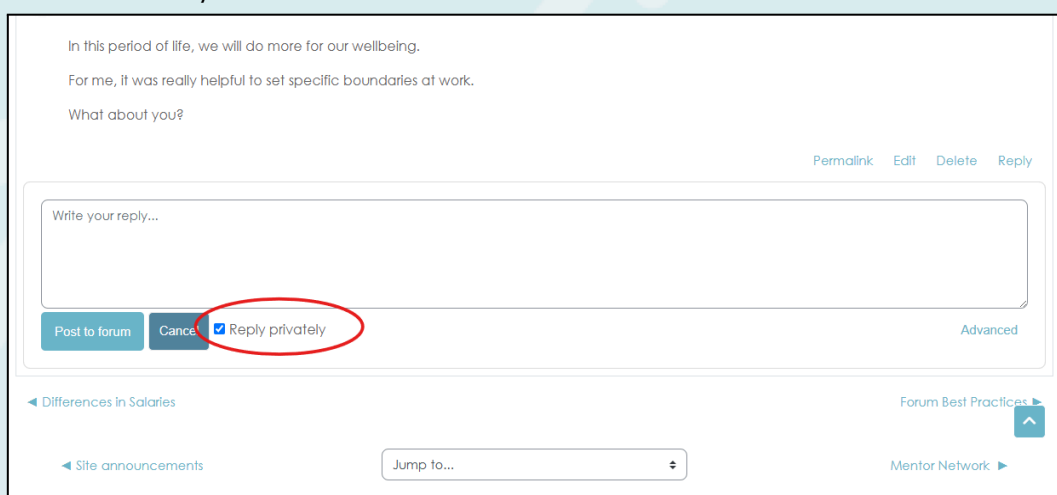 In this period of life, we will do more for our wellbeing.
For me, it was really helpful to set specific boundaries at work.
What about you?
Permalink Edit Delete Reply
Write your reply...
Post to forum Cancel Reply privately Advanced
◄ Differences in Salaries Forum Best Practices ►
◄ Site announcements Jump to... Mentor Network ►